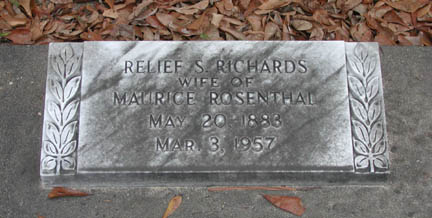 RELIEF S. RICHARDS
WIFE OF
MAURICE ROSENTHAL
MAY 20-1883
MAR. 3, 1957